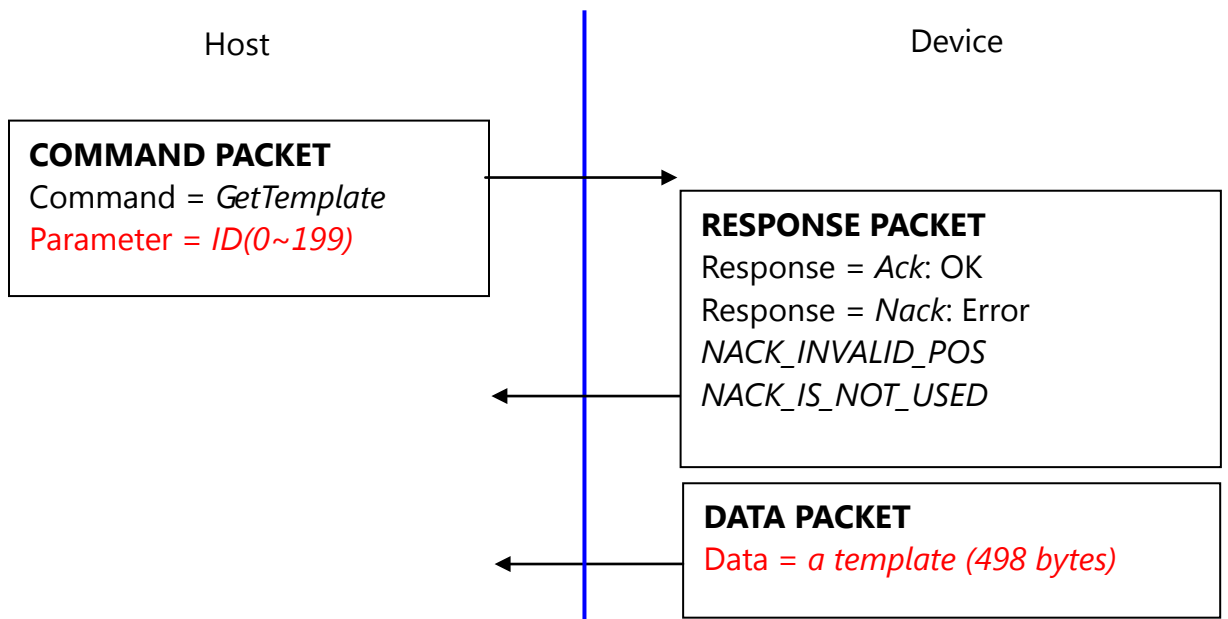 Host
Device
COMMAND PACKET
Command = GetTemplate
Parameter = ID(0~199)
RESPONSE PACKET
Response = Ack: OK
Response = Nack: Error
NACK_INVALID_POS
NACK_IS_NOT_USED
DATA PACKET
Data = a template (498 bytes)